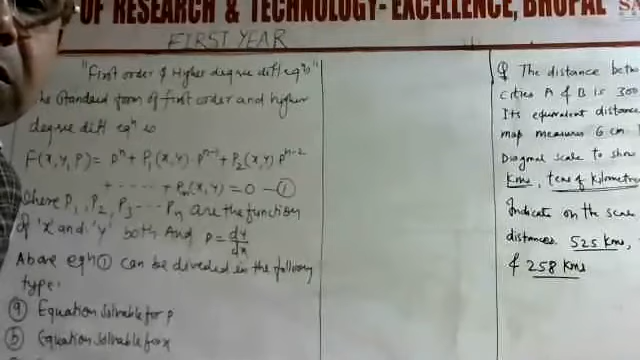 OF RESEARCH & TECHNOLOGY- EXCELLENCE, BHOPAL SA
FIRST YEAR
"First order & Higher degree diff eqⁿ"
The standard form of first order and higher
degree diff eqⁿ is
F(x,y,p) = pⁿ + P₁(x,y) pⁿ⁻¹ + P₂(x,y) pⁿ⁻²
+ ..... + Pₙ(x,y) = 0 — ①
where P₁, P₂, P₃ ... Pₙ are the function
of 'x' and 'y' both And p = dy/dx
Above eqn ① can be divided in the following
type:
ⓐ Equation solvable for p
ⓑ Equation solvable for x
Q The distance betw
cities A & B is 300
Its equivalent distance
map measures 6 cm
Diagonal scale to show
Kms, tens of kilometre
Indicate on the scale
distances 525 kms,
& 258 kms